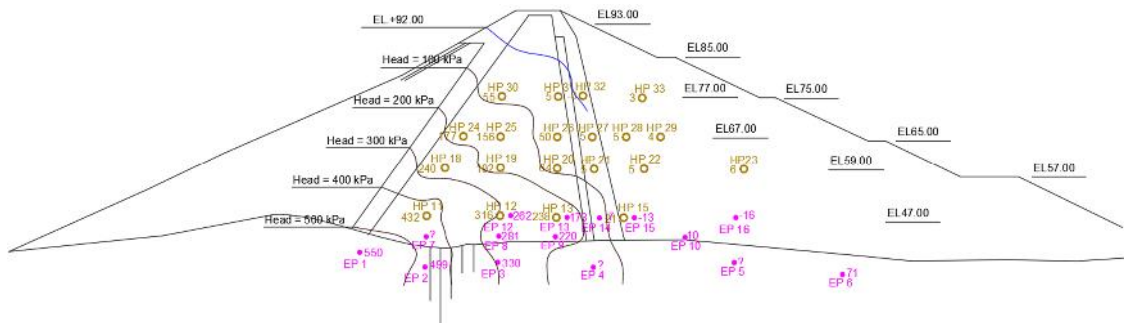 EL.+92.00
EL93.00
EL85.00
Head = 100 kPa
HP 30
55
HP 3
5
HP 32
HP 33
3
EL77.00
EL75.00
Head = 200 kPa
HP 24
177
HP 25
156
HP 26
50
HP 27
5
HP 28
5
HP 29
4
EL67.00
EL65.00
Head = 300 kPa
HP 18
240
HP 19
HP 20
HP 21
5
HP 22
5
HP23
6
EL59.00
EL57.00
Head = 400 kPa
HP 11
432
HP 12
316
262
EP 12
HP 13
238
173
EP 13
EP 14
HP 15
-13
EP 15
-16
EP 16
EL47.00
Head = 500 kPa
?
EP 7
281
EP 8
220
10
EP 10
550
EP 1
499
EP 2
330
EP 3
?
EP 4
?
EP 5
71
EP 6